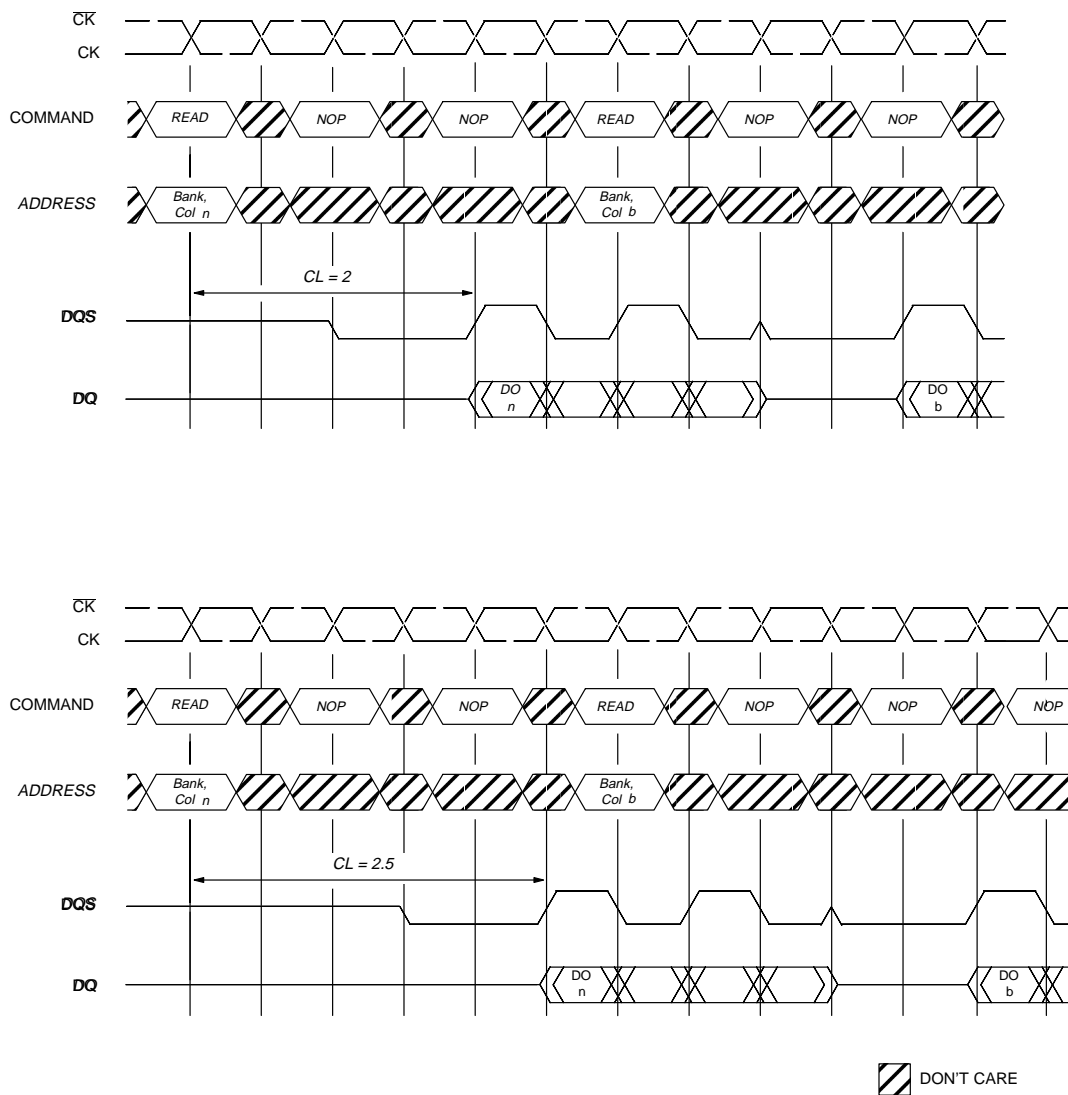 CK
CK
COMMAND
READ
NOP
NOP
READ
NOP
NOP
ADDRESS
Bank,
Col n
Bank,
Col b
CL = 2
DQS
DQ
DO
n
DO
b
CK
CK
COMMAND
READ
NOP
NOP
READ
NOP
NOP
NOP
ADDRESS
Bank,
Col n
Bank,
Col b
CL = 2.5
DQS
DQ
DO
n
DO
b
DON'T CARE